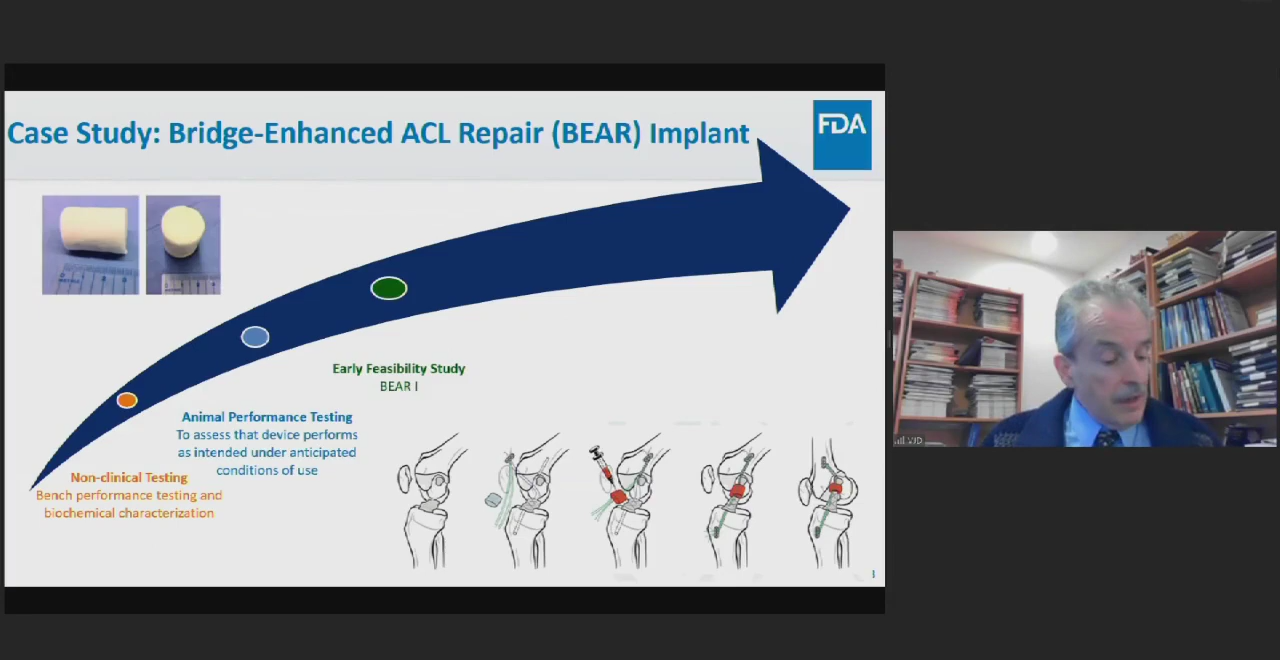 Case Study: Bridge-Enhanced ACL Repair (BEAR) Implant
FDA
Early Feasibility Study
BEAR I
Animal Performance Testing
To assess that device performs
as intended under anticipated
conditions of use
Non-clinical Testing
Bench performance testing and
biochemical characterization
VJD